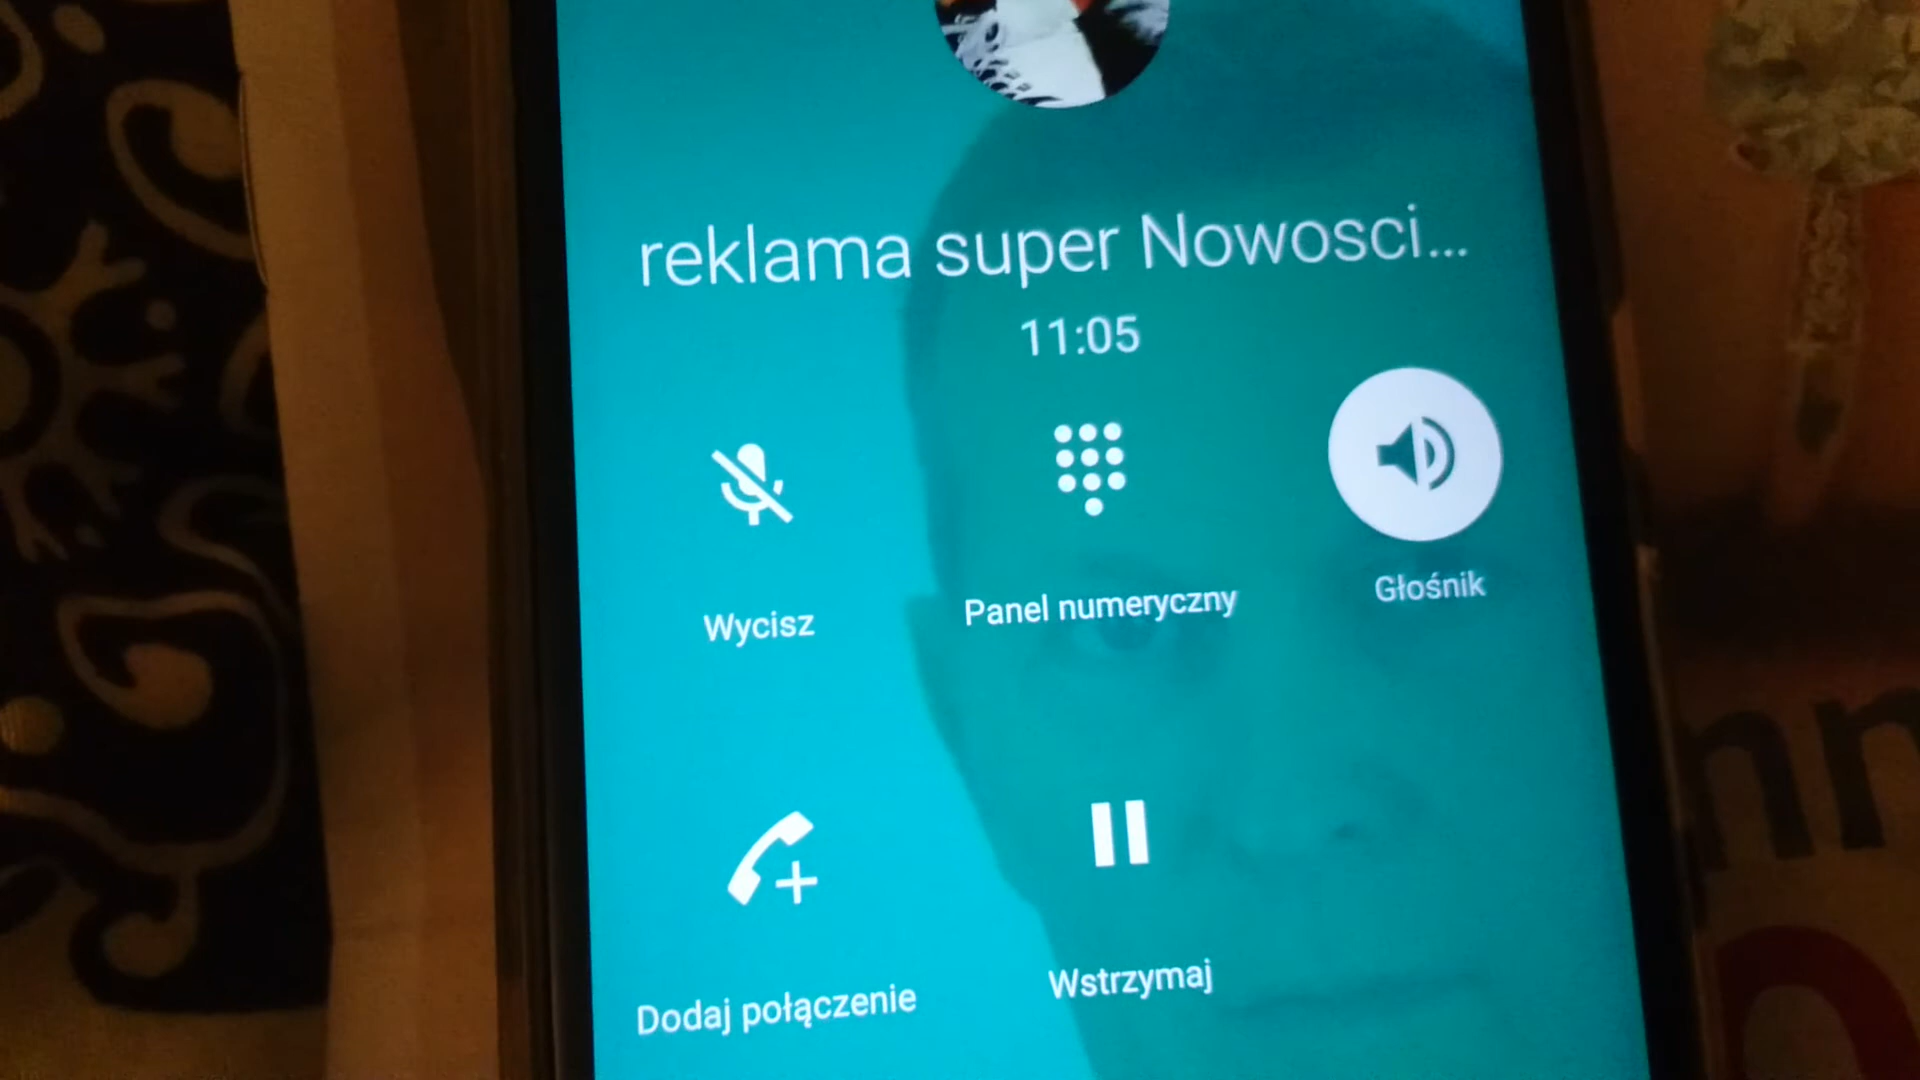 reklama super Nowosci...
11:05
Wycisz
Panel numeryczny
Głośnik
Dodaj połączenie
Wstrzymaj